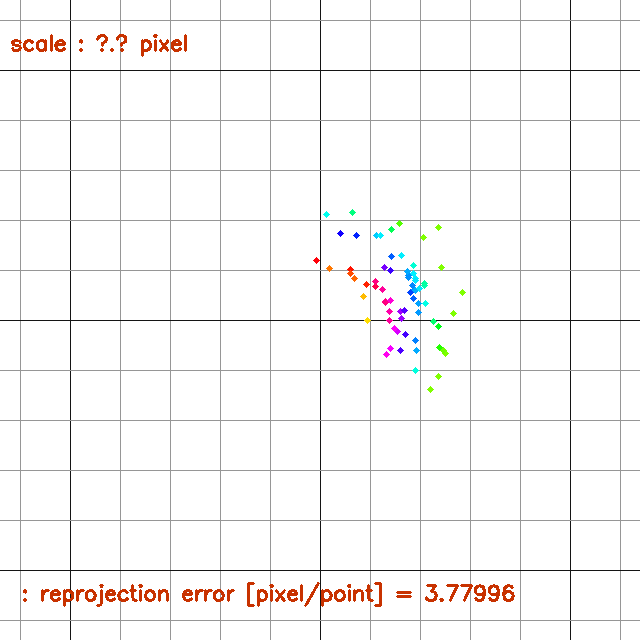 scale : ?.? pixel
: reprojection error [pixel/point] = 3.77996